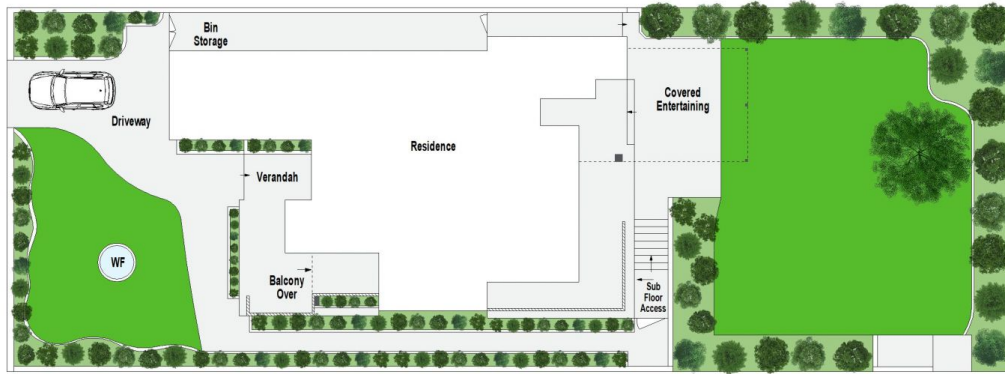 Bin
Storage
Driveway
Covered
Entertaining
Residence
Verandah
WF
Balcony
Over
Sub
Floor
Access